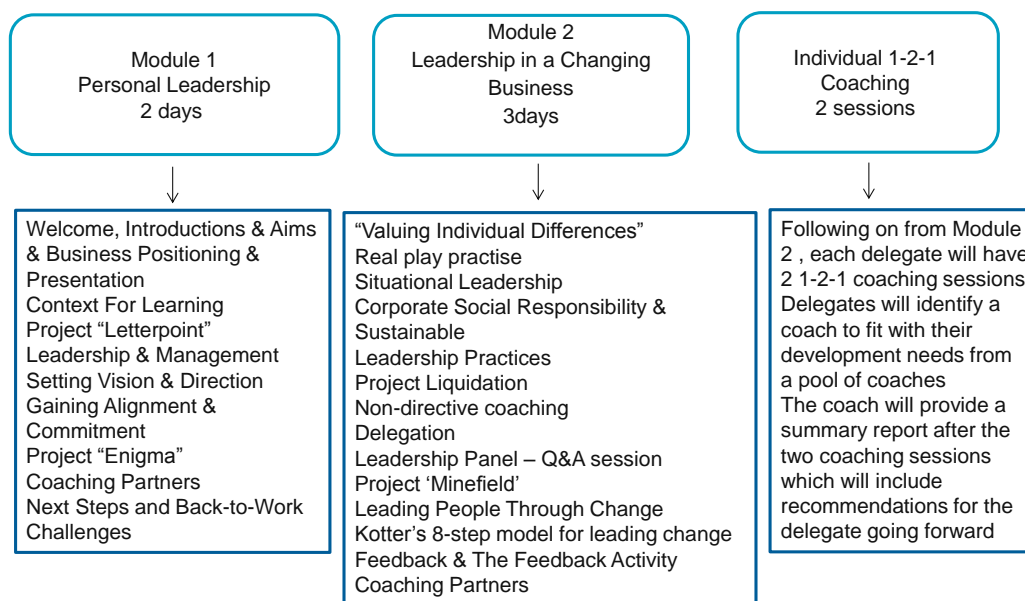 Module 1
Personal Leadership
2 days
Module 2
Leadership in a Changing
Business
3days
Individual 1-2-1
Coaching
2 sessions
Welcome, Introductions & Aims
& Business Positioning &
Presentation
Context For Learning
Project “Letterpoint”
Leadership & Management
Setting Vision & Direction
Gaining Alignment &
Commitment
Project “Enigma”
Coaching Partners
Next Steps and Back-to-Work
Challenges
“Valuing Individual Differences”
Real play practise
Situational Leadership
Corporate Social Responsibility &
Sustainable
Leadership Practices
Project Liquidation
Non-directive coaching
Delegation
Leadership Panel – Q&A session
Project ‘Minefield’
Leading People Through Change
Kotter’s 8-step model for leading change
Feedback & The Feedback Activity
Coaching Partners
Following on from Module
2 , each delegate will have
2 1-2-1 coaching sessions
Delegates will identify a
coach to fit with their
development needs from
a pool of coaches
The coach will provide a
summary report after the
two coaching sessions
which will include
recommendations for the
delegate going forward